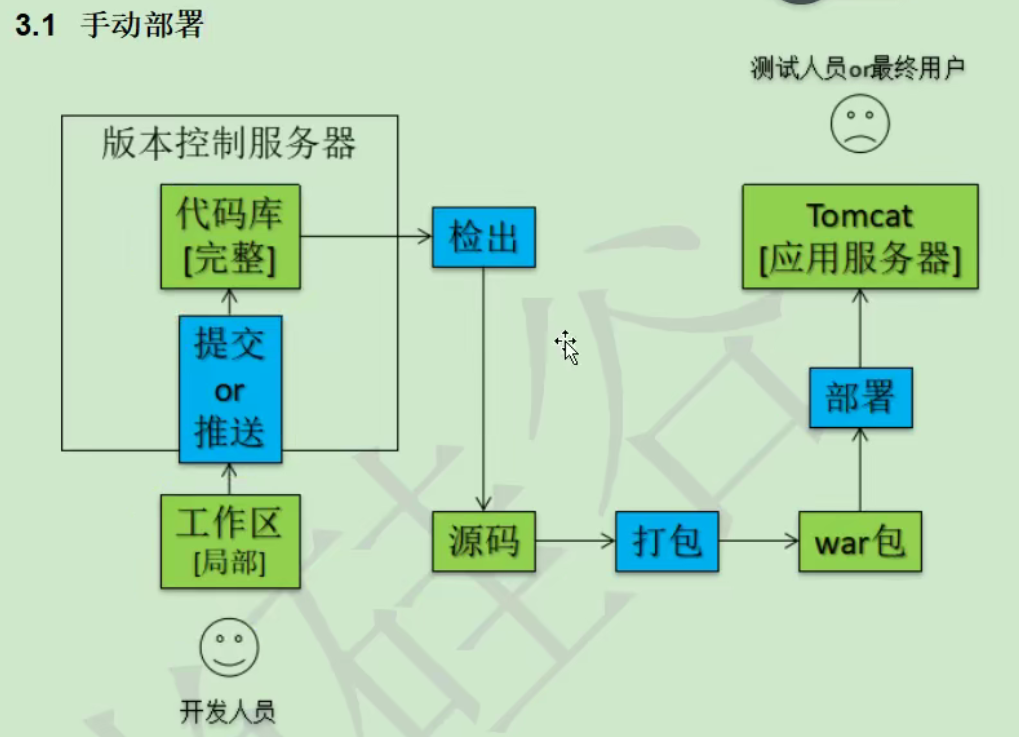 3.1 手动部署
测试人员or最终用户
版本控制服务器
代码库
[完整]
检出
Tomcat
[应用服务器]
提交
or
推送
部署
工作区
[局部]
源码
打包
war包
开发人员